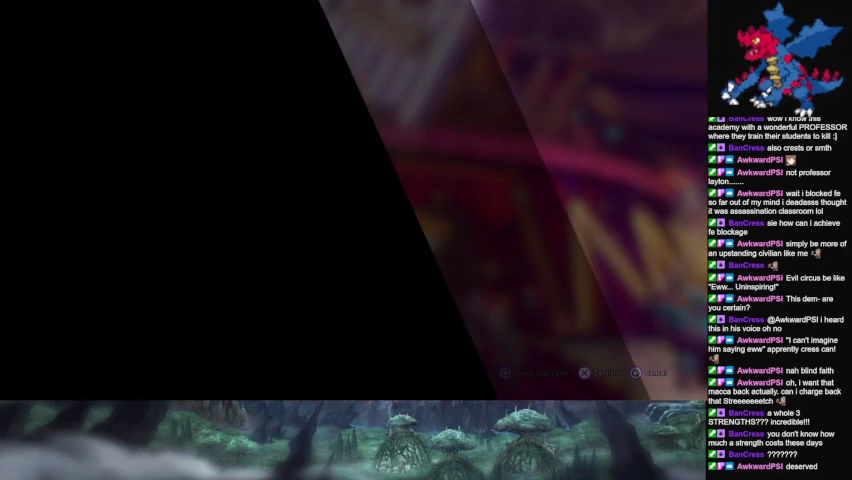 Confirm
Cancel
BanCress wow i know this
academy with a wonderful PROFESSOR
where they train their students to kill :]
BanCress also crests or smth
AwkwardPSI
AwkwardPSI not professor
layton.......
AwkwardPSI wait i blocked fe
so far out of my mind i deadasss thought
it was assassination classroom lol
BanCress aie how can i achieve
fe blockage
AwkwardPSI simply be more of
an upstanding civilian like me
BanCress
AwkwardPSI Evil circus be like
"Eww... Uninspiring!"
AwkwardPSI This dem- are
you certain?
BanCress @AwkwardPSI i heard
this in his voice oh no
AwkwardPSI "I can't imagine
him saying eww" apprently cress can!
AwkwardPSI nah blind faith
AwkwardPSI oh, i want that
macca back actually, can i charge back
that Streeeeeeetch
BanCress a whole 3
STRENGTHS??? incredible!!!
BanCress you don't know how
much a strength costs these days
BanCress ???????
AwkwardPSI deserved